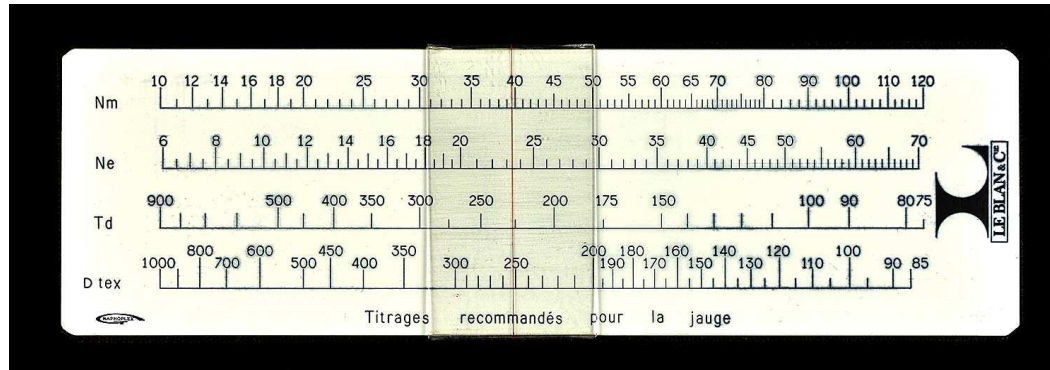 10 12 14 16 18 20 25 30 35 40 45 50 55 60 65 70 80 90 100 110 120
Nm
6 8 10 12 14 16 18 20 25 30 35 40 45 50 60 70
Ne
900 500 400 350 300 250 200 175 150 100 90 80 75
Td
800 600 450 350 200 180 160 140 120 100
1000 700 500 400 300 250 190 170 150 130 110 90 85
D tex
NAPHOPLEX
Titrages recommandés pour la jauge
LE BLAN & Cie